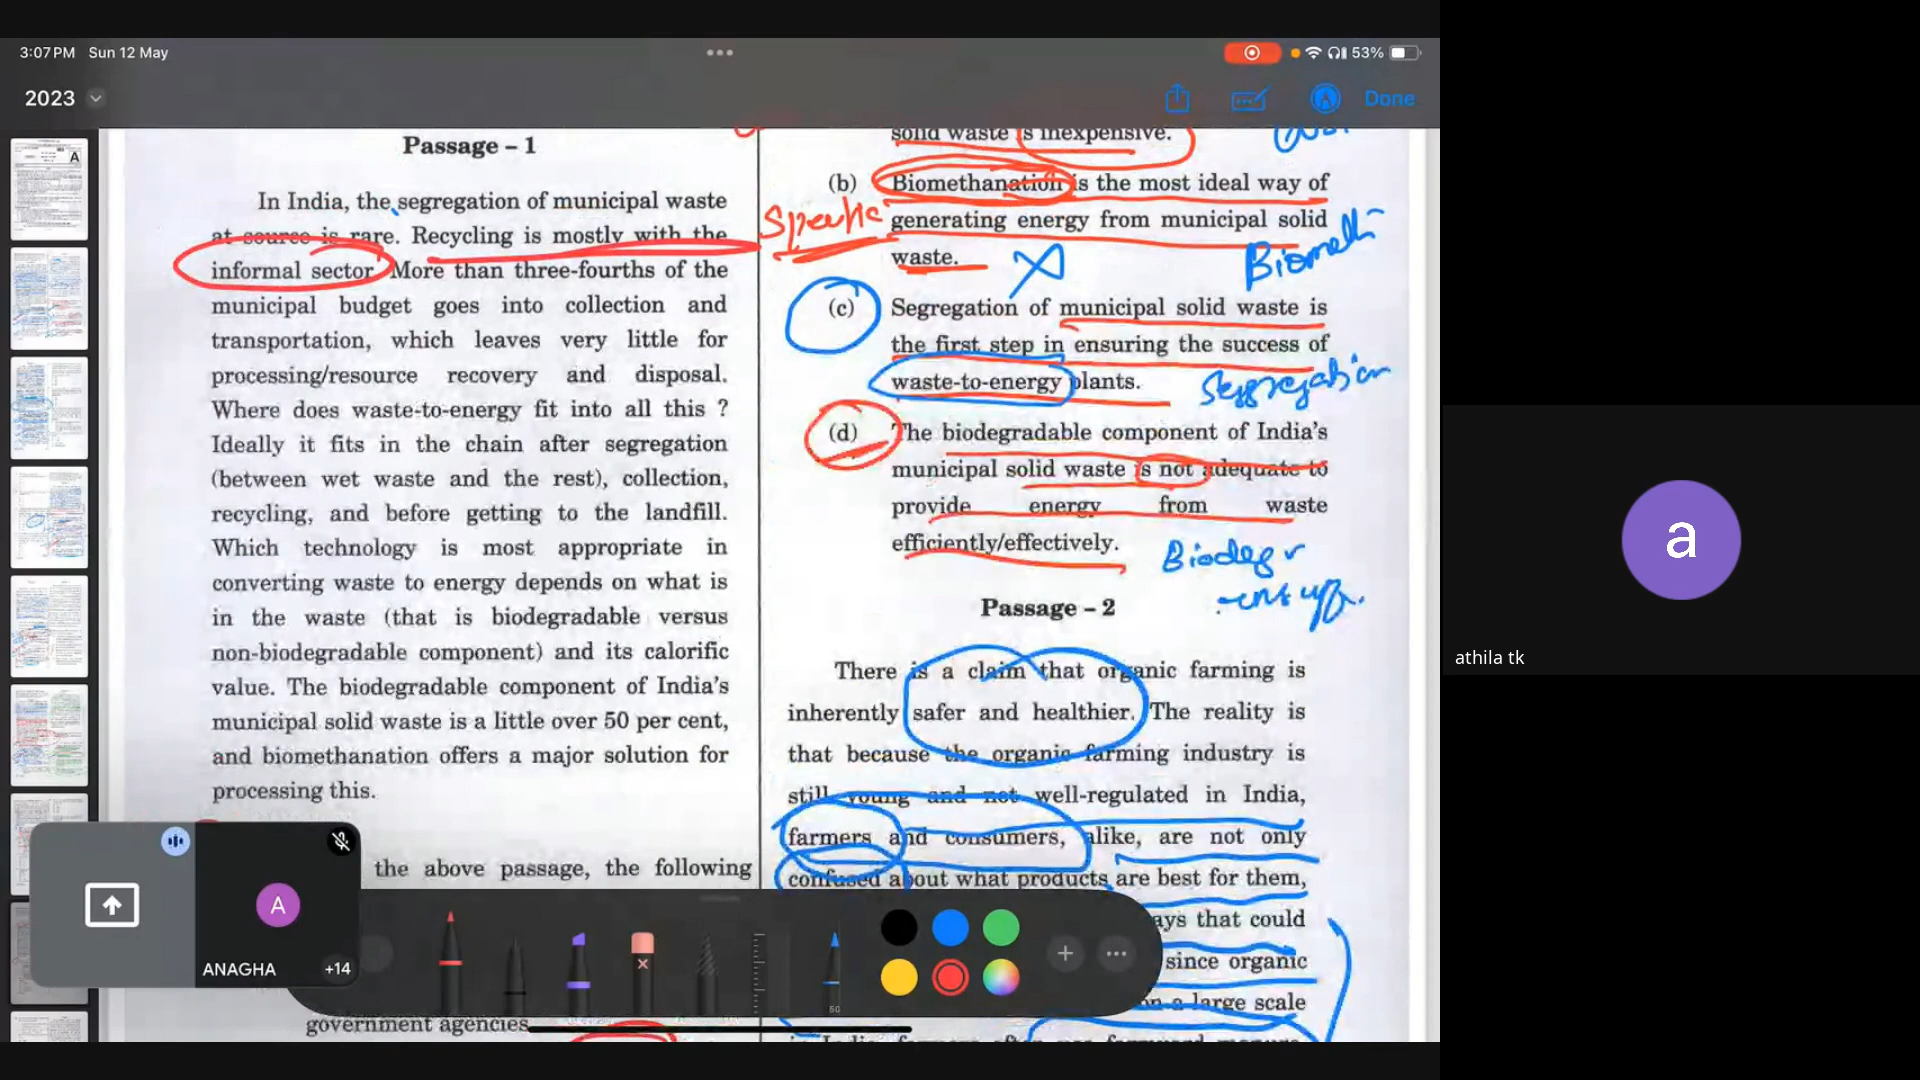 3:07 PM Sun 12 May
53%
2023
Done
Passage – 1
In India, the segregation of municipal waste
at source is rare. Recycling is mostly with the
informal sector. More than three-fourths of the
municipal budget goes into collection and
transportation, which leaves very little for
processing/resource recovery and disposal.
Where does waste-to-energy fit into all this ?
Ideally it fits in the chain after segregation
(between wet waste and the rest), collection,
recycling, and before getting to the landfill.
Which technology is most appropriate in
converting waste to energy depends on what is
in the waste (that is biodegradable versus
non-biodegradable component) and its calorific
value. The biodegradable component of India's
municipal solid waste is a little over 50 per cent,
and biomethanation offers a major solution for
processing this.
the above passage, the following
government agencies
solid waste is inexpensive.
(b) Biomethanation is the most ideal way of
generating energy from municipal solid
waste.
Specific
(c) Segregation of municipal solid waste is
the first step in ensuring the success of
waste-to-energy plants.
Seggregation
(d) The biodegradable component of India's
municipal solid waste is not adequate to
provide energy from waste
efficiently/effectively.
Passage – 2
There is a claim that organic farming is
inherently safer and healthier. The reality is
that because the organic farming industry is
still young and not well-regulated in India,
farmers and consumers, alike, are not only
confused about what products are best for them,
ays that could
since organic
on a large scale
in India, farmers often use farmyard manure
ANAGHA
+14
50
A
a
athila tk